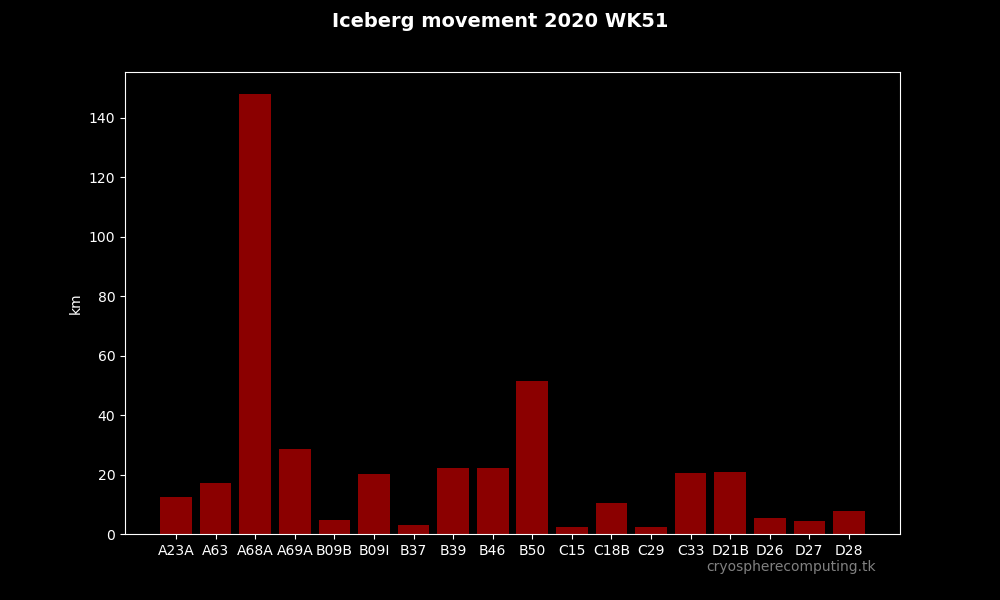 Iceberg movement 2020 WK51
140
120
100
80
60
40
20
0
km
A23A A63 A68A A69A B09B B09I B37 B39 B46 B50 C15 C18B C29 C33 D21B D26 D27 D28
cryospherecomputing.tk